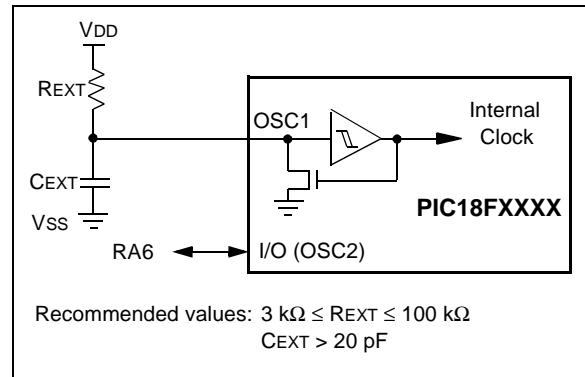 VDD
REXT
OSC1
Internal
Clock
CEXT
VSS
PIC18FXXXX
RA6
I/O (OSC2)
Recommended values: 3 kΩ ≤ REXT ≤ 100 kΩ
CEXT > 20 pF